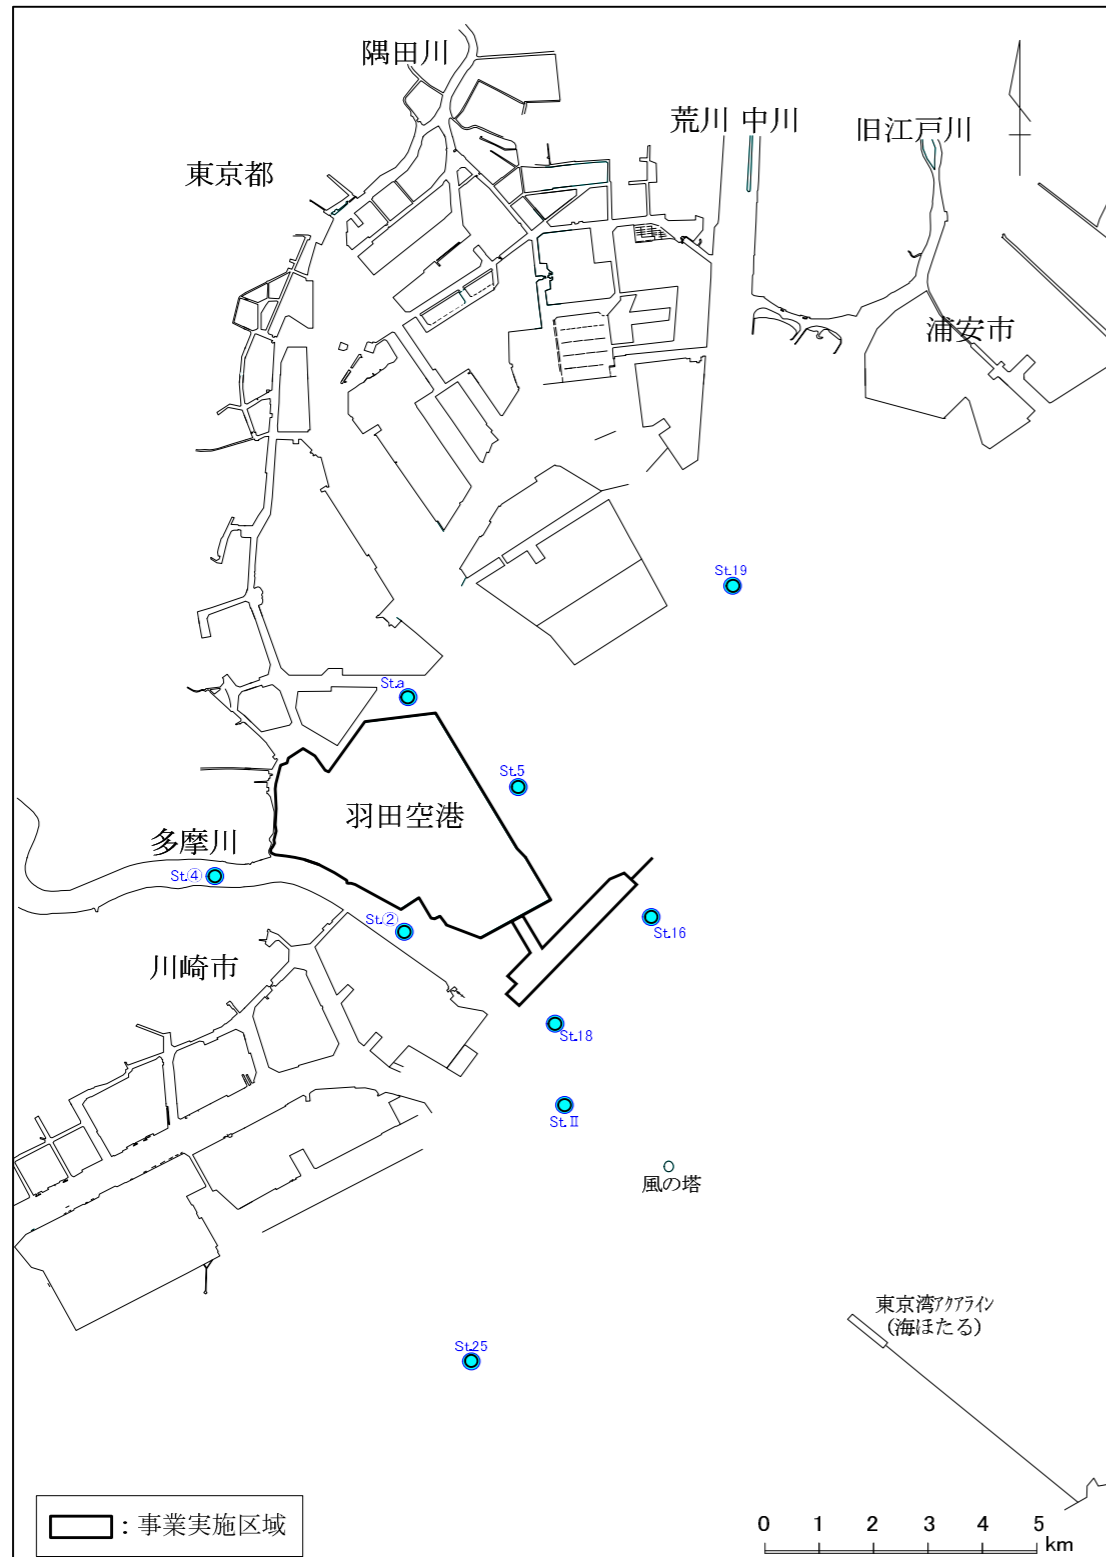 隅田川
荒川 中川
旧江戸川
東京都
浦安市
St.19
St.a
St.5
羽田空港
多摩川
St.④
St.②
St.16
川崎市
St.18
St.Ⅱ
風の塔
東京湾アクアライン
(海ほたる)
St.25
：事業実施区域
0 1 2 3 4 5
km